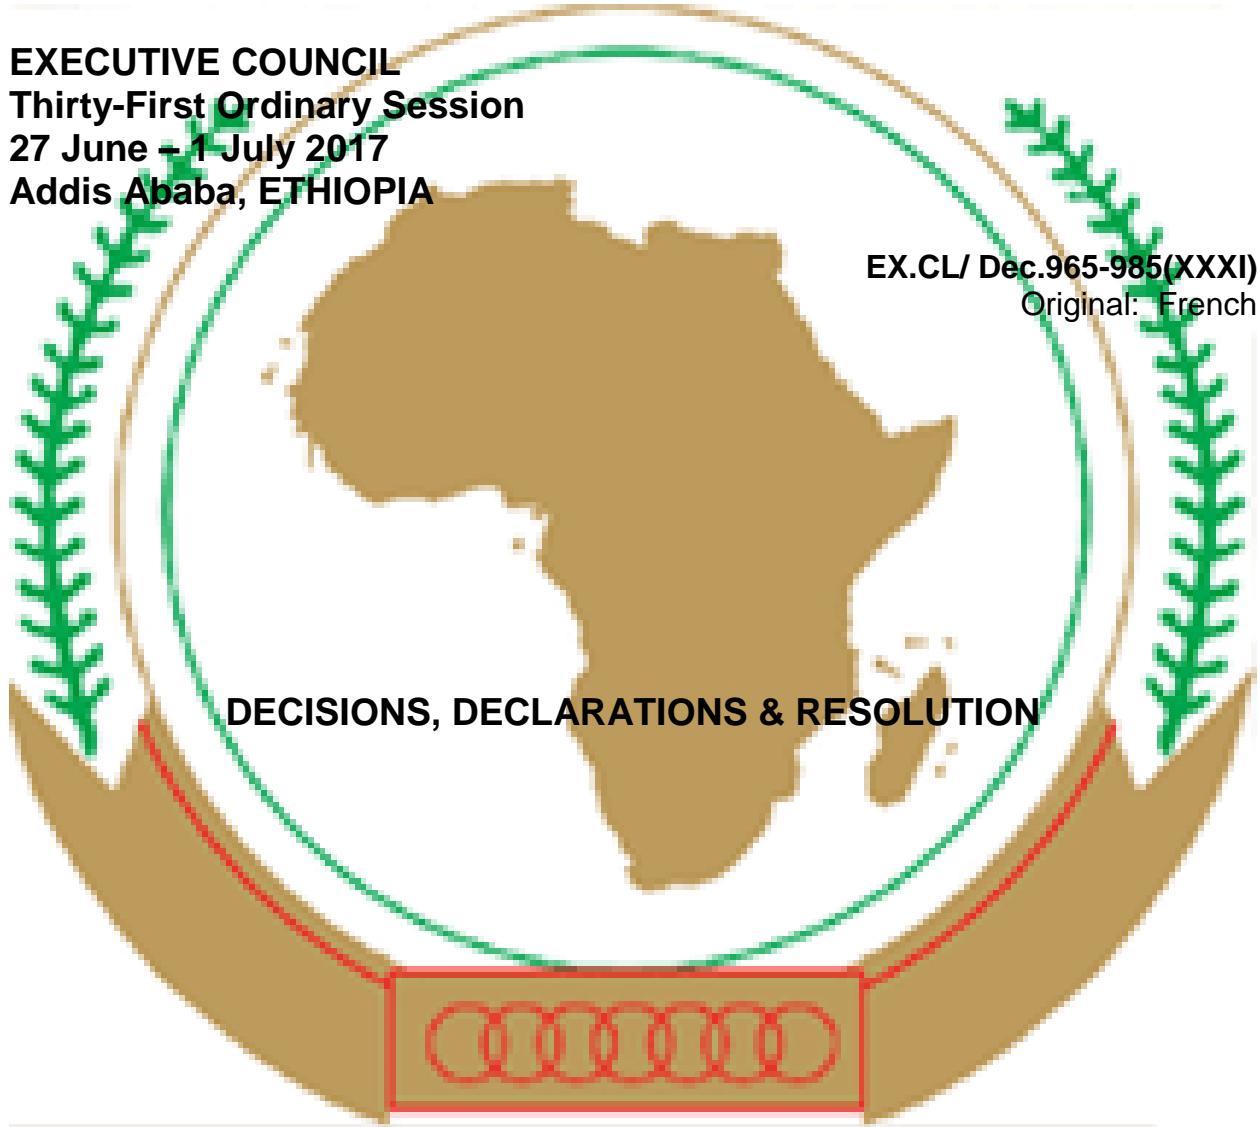 EXECUTIVE COUNCIL
Thirty-First Ordinary Session
27 June – 1 July 2017
Addis Ababa, ETHIOPIA
EX.CL/ Dec.965-985(XXXI)
Original: French
DECISIONS, DECLARATIONS & RESOLUTION